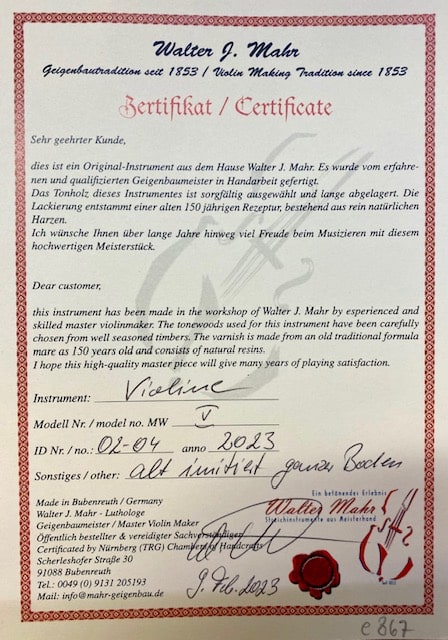 Walter J. Mahr
Geigenbautradition seit 1853 / Violin Making Tradition since 1853
Zertifikat / Certificate
Sehr geehrter Kunde,
dies ist ein Original-Instrument aus dem Hause Walter J. Mahr. Es wurde vom erfahre-
nen und qualifizierten Geigenbaumeister in Handarbeit gefertigt.
Das Tonholz dieses Instrumentes ist sorgfältig ausgewählt und lange abgelagert. Die
Lackierung entstammt einer alten 150 jährigen Rezeptur, bestehend aus rein natürlichen
Harzen.
Ich wünsche Ihnen über lange Jahre hinweg viel Freude beim Musizieren mit diesem
hochwertigen Meisterstück.
Dear customer,
this instrument has been made in the workshop of Walter J. Mahr by esperienced and
skilled master violinmaker. The tonewoods used for this instrument have been carefully
chosen from well seasoned timbers. The varnish is made from an old traditional formula
mare as 150 years old and consists of natural resins.
I hope this high-quality master piece will give many years of playing satisfaction.
Instrument: Violine
Modell Nr. / model no. MW V
ID Nr. / no.: 02-04 anno 2023
Sonstiges / other: alt imitiert ganzer Boden
Made in Bubenreuth / Germany
Walter J. Mahr - Luthologe
Geigenbaumeister / Master Violin Maker
Öffentlich bestellter & vereidigter Sachverständiger
Certificated by Nürnberg (TRG) Chamber of Handcrafts
Scherleshofer Straße 30
91088 Bubenreuth
Tel.: 0049 (0) 9131 205193
Mail: info@mahr-geigenbau.de
Ein betönendes Erlebnis
Walter Mahr
Streichinstrumente aus Meisterhand
9. Feb. 2023
e 867